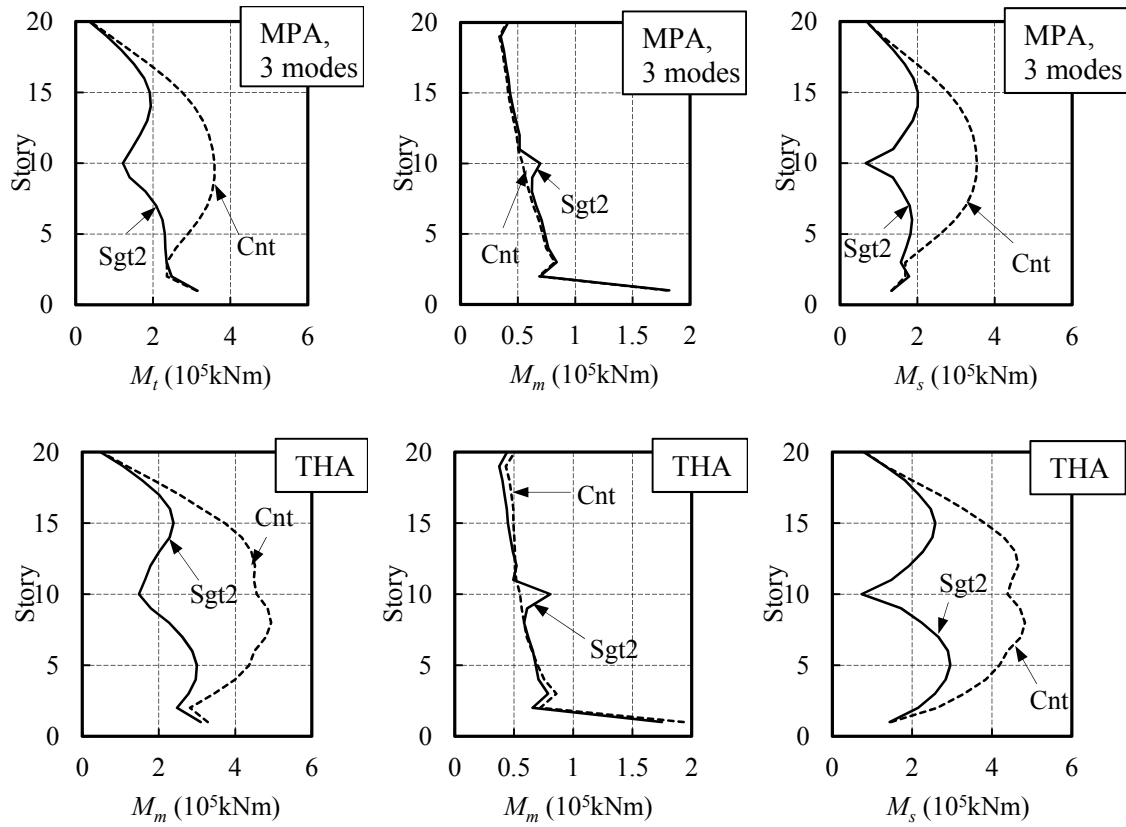 20
15
10
5
0
Story
MPA,
3 modes
Sgt2
Cnt
0 2 4 6
Mt (10⁵kNm)
20
15
10
5
0
Story
MPA,
3 modes
Cnt
Sgt2
0 0.5 1 1.5 2
Mm (10⁵kNm)
20
15
10
5
0
Story
MPA,
3 modes
Sgt2
Cnt
0 2 4 6
Ms (10⁵kNm)
20
15
10
5
0
Story
THA
Cnt
Sgt2
0 2 4 6
Mm (10⁵kNm)
20
15
10
5
0
Story
THA
Cnt
Sgt2
0 0.5 1 1.5 2
Mm (10⁵kNm)
20
15
10
5
0
Story
THA
Sgt2
Cnt
0 2 4 6
Ms (10⁵kNm)